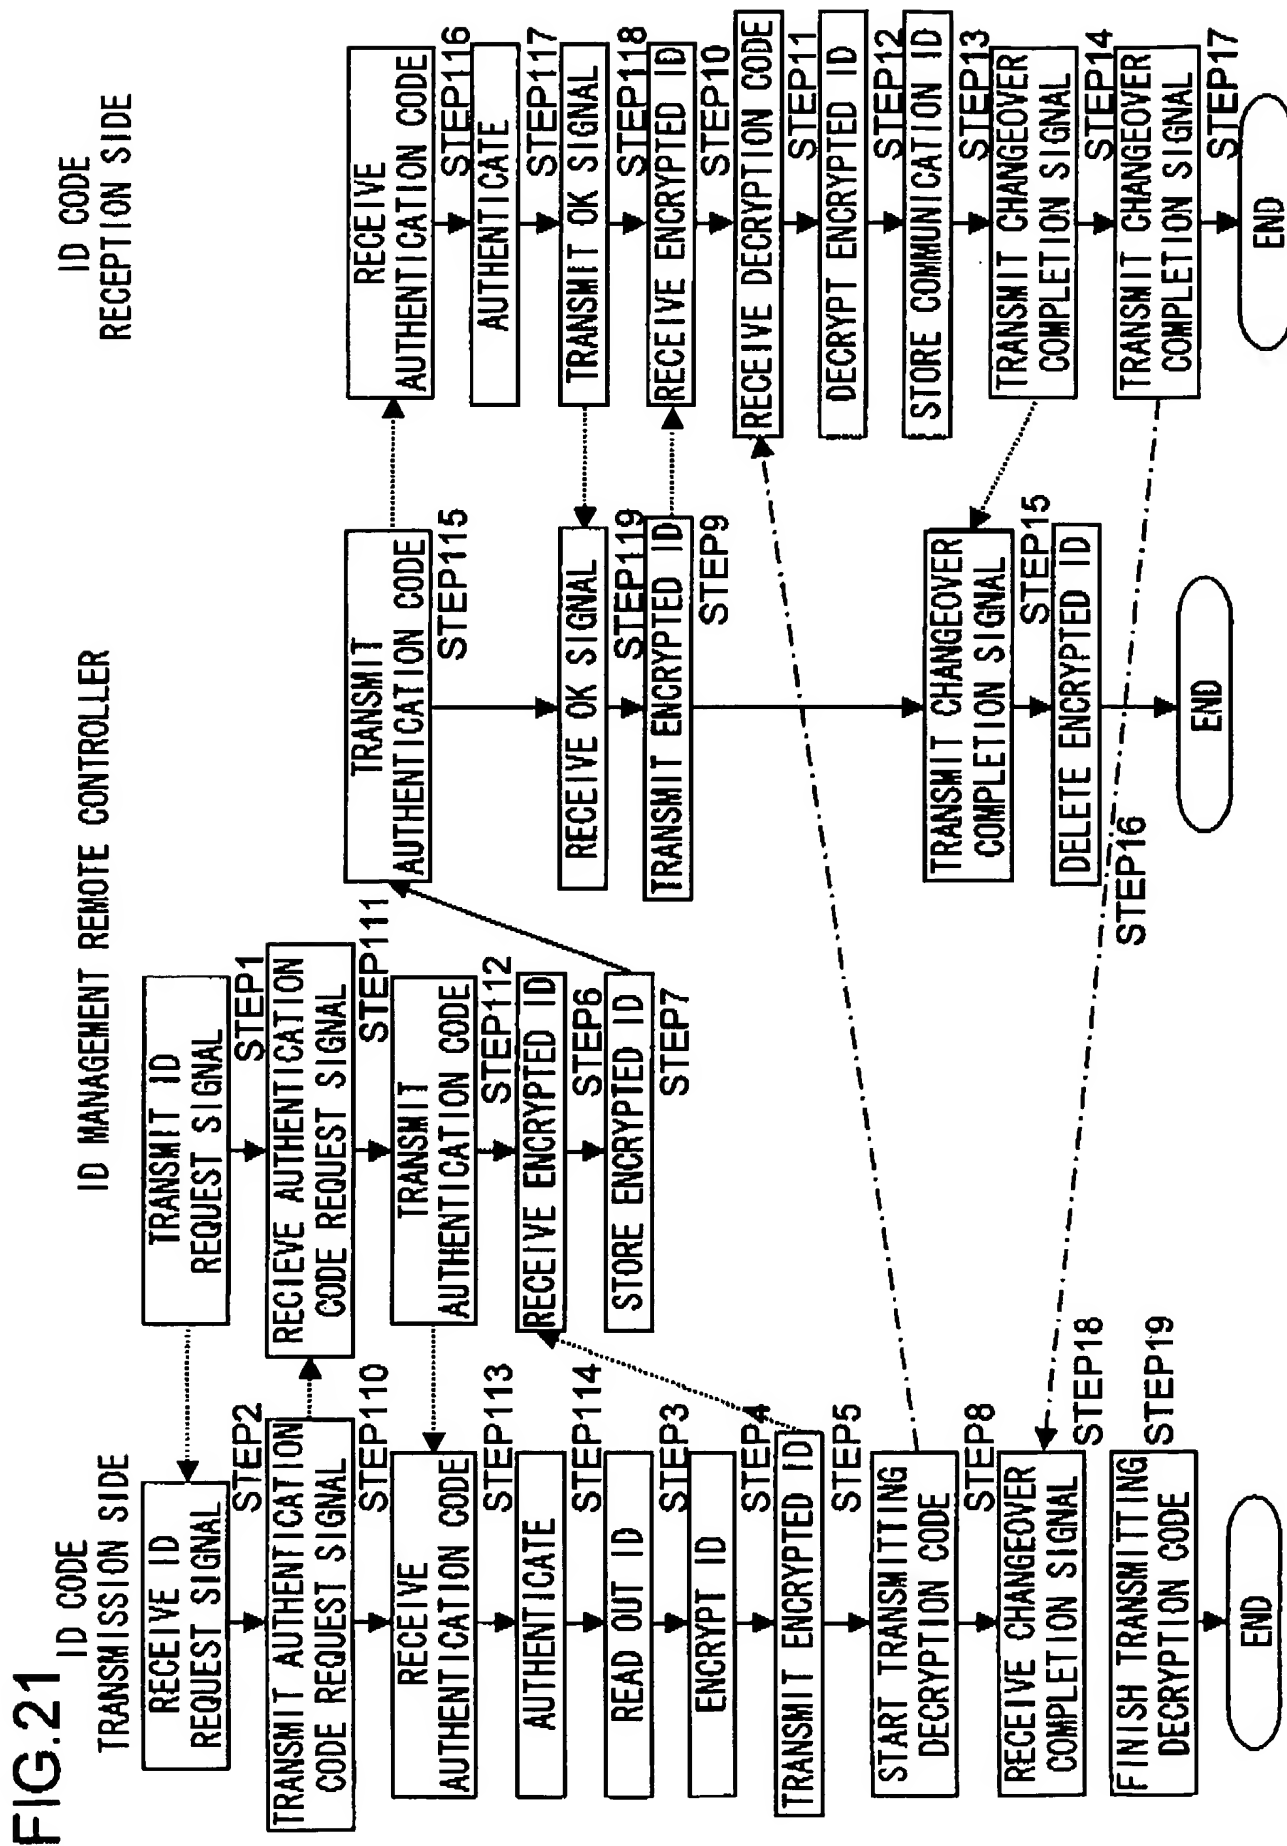 FIG.21
ID CODE
TRANSMISSION SIDE
RECEIVE ID
REQUEST SIGNAL
STEP2
TRANSMIT AUTHENTICATION
CODE REQUEST SIGNAL
STEP110
RECEIVE
AUTHENTICATION CODE
STEP113
AUTHENTICATE
STEP114
READ OUT ID
STEP3
ENCRYPT ID
STEP4
TRANSMIT ENCRYPTED ID
STEP5
START TRANSMITTING
DECRYPTION CODE
STEP8
RECEIVE CHANGEOVER
COMPLETION SIGNAL
STEP18
FINISH TRANSMITTING
DECRYPTION CODE
STEP19
END
ID MANAGEMENT REMOTE CONTROLLER
TRANSMIT ID
REQUEST SIGNAL
STEP1
RECIEVE AUTHENTICATION
CODE REQUEST SIGNAL
STEP111
TRANSMIT
AUTHENTICATION CODE
STEP112
RECEIVE ENCRYPTED ID
STEP6
STORE ENCRYPTED ID
STEP7
TRANSMIT
AUTHENTICATION CODE
STEP115
RECEIVE OK SIGNAL
STEP119
TRANSMIT ENCRYPTED ID
STEP9
TRANSMIT CHANGEOVER
COMPLETION SIGNAL
STEP15
DELETE ENCRYPTED ID
STEP16
END
ID CODE
RECEPTION SIDE
RECEIVE
AUTHENTICATION CODE
STEP116
AUTHENTICATE
STEP117
TRANSMIT OK SIGNAL
STEP118
RECEIVE ENCRYPTED ID
STEP10
RECEIVE DECRYPTION CODE
STEP11
DECRYPT ENCRYPTED ID
STEP12
STORE COMMUNICATION ID
STEP13
TRANSMIT CHANGEOVER
COMPLETION SIGNAL
STEP14
TRANSMIT CHANGEOVER
COMPLETION SIGNAL
STEP17
END